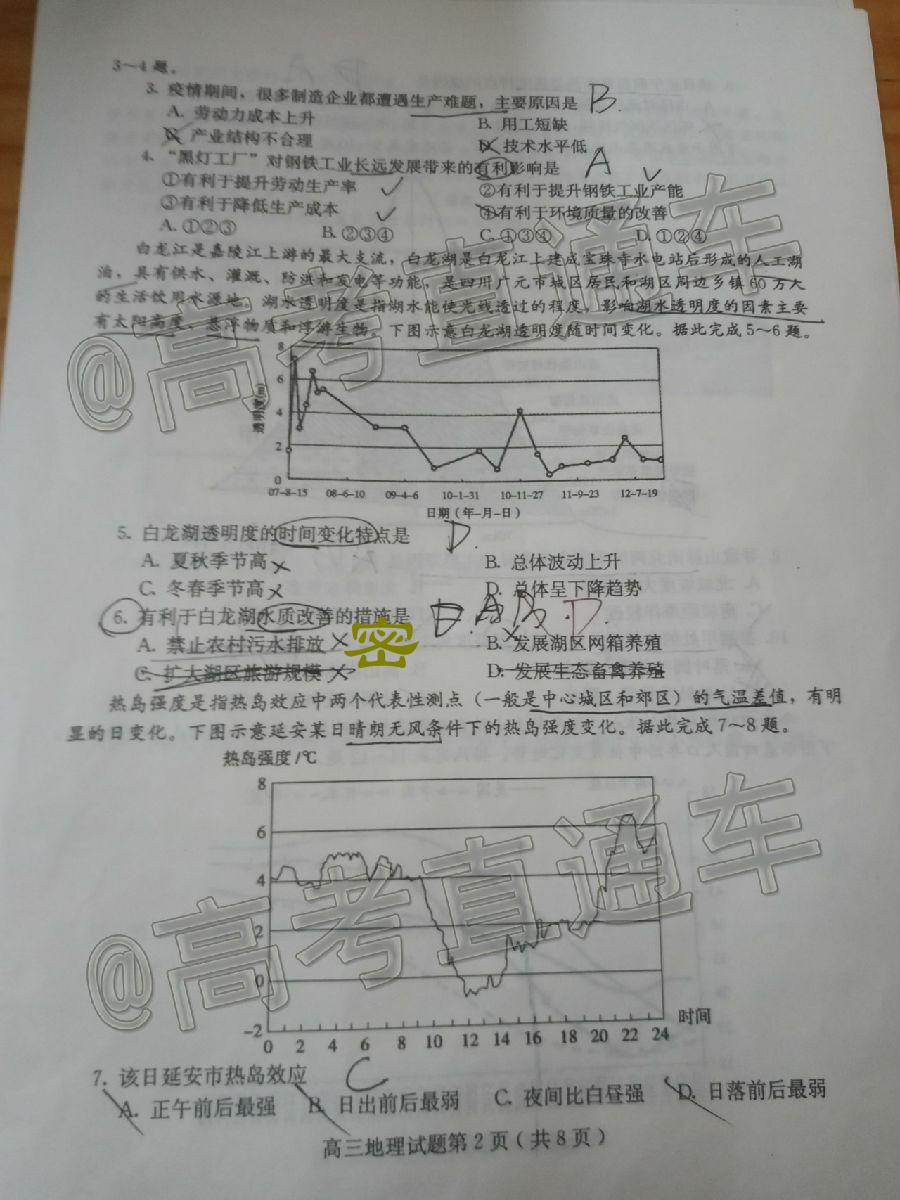 3～4题。
3. 疫情期间，很多制造企业都遭遇生产难题，主要原因是 B.
A. 劳动力成本上升 B. 用工短缺
C. 产业结构不合理 D. 技术水平低
4. “黑灯工厂”对钢铁工业长远发展带来的有利影响是 A
①有利于提升劳动生产率 ②有利于提升钢铁工业产能
③有利于降低生产成本 ④有利于环境质量的改善
A. ①②③ B. ②③④ C. ①③④ D. ①②④
白龙江是嘉陵江上游的最大支流，白龙湖是白龙江上建成宝珠寺水电站后形成的人工湖
泊，具有供水、灌溉、防洪和发电等功能，是四川广元市城区居民和湖区周边乡镇60万人
的生活饮用水源地。湖水透明度是指湖水能使光线透过的程度，影响湖水透明度的因素主要
有太阳高度、悬浮物质和浮游生物。下图示意白龙湖透明度随时间变化。据此完成5～6题。
8
6
4
2
0
透明度(m)
07-8-15 08-6-10 09-4-6 10-1-31 10-11-27 11-9-23 12-7-19
日期（年-月-日）
5. 白龙湖透明度的时间变化特点是 D.
A. 夏秋季节高 B. 总体波动上升
C. 冬春季节高 D. 总体呈下降趋势
6. 有利于白龙湖水质改善的措施是 D
A. 禁止农村污水排放 B. 发展湖区网箱养殖
C. 扩大湖区旅游规模 D. 发展生态畜禽养殖
密
热岛强度是指热岛效应中两个代表性测点（一般是中心城区和郊区）的气温差值，有明
显的日变化。下图示意延安某日晴朗无风条件下的热岛强度变化。据此完成7～8题。
热岛强度/℃
8
6
4
2
0
-2
0 2 4 6 8 10 12 14 16 18 20 22 24 时间
7. 该日延安市热岛效应 C
A. 正午前后最强 B. 日出前后最弱 C. 夜间比白昼强 D. 日落前后最弱
高三地理试题第2页（共8页）
@高考直通车
@高考直通车